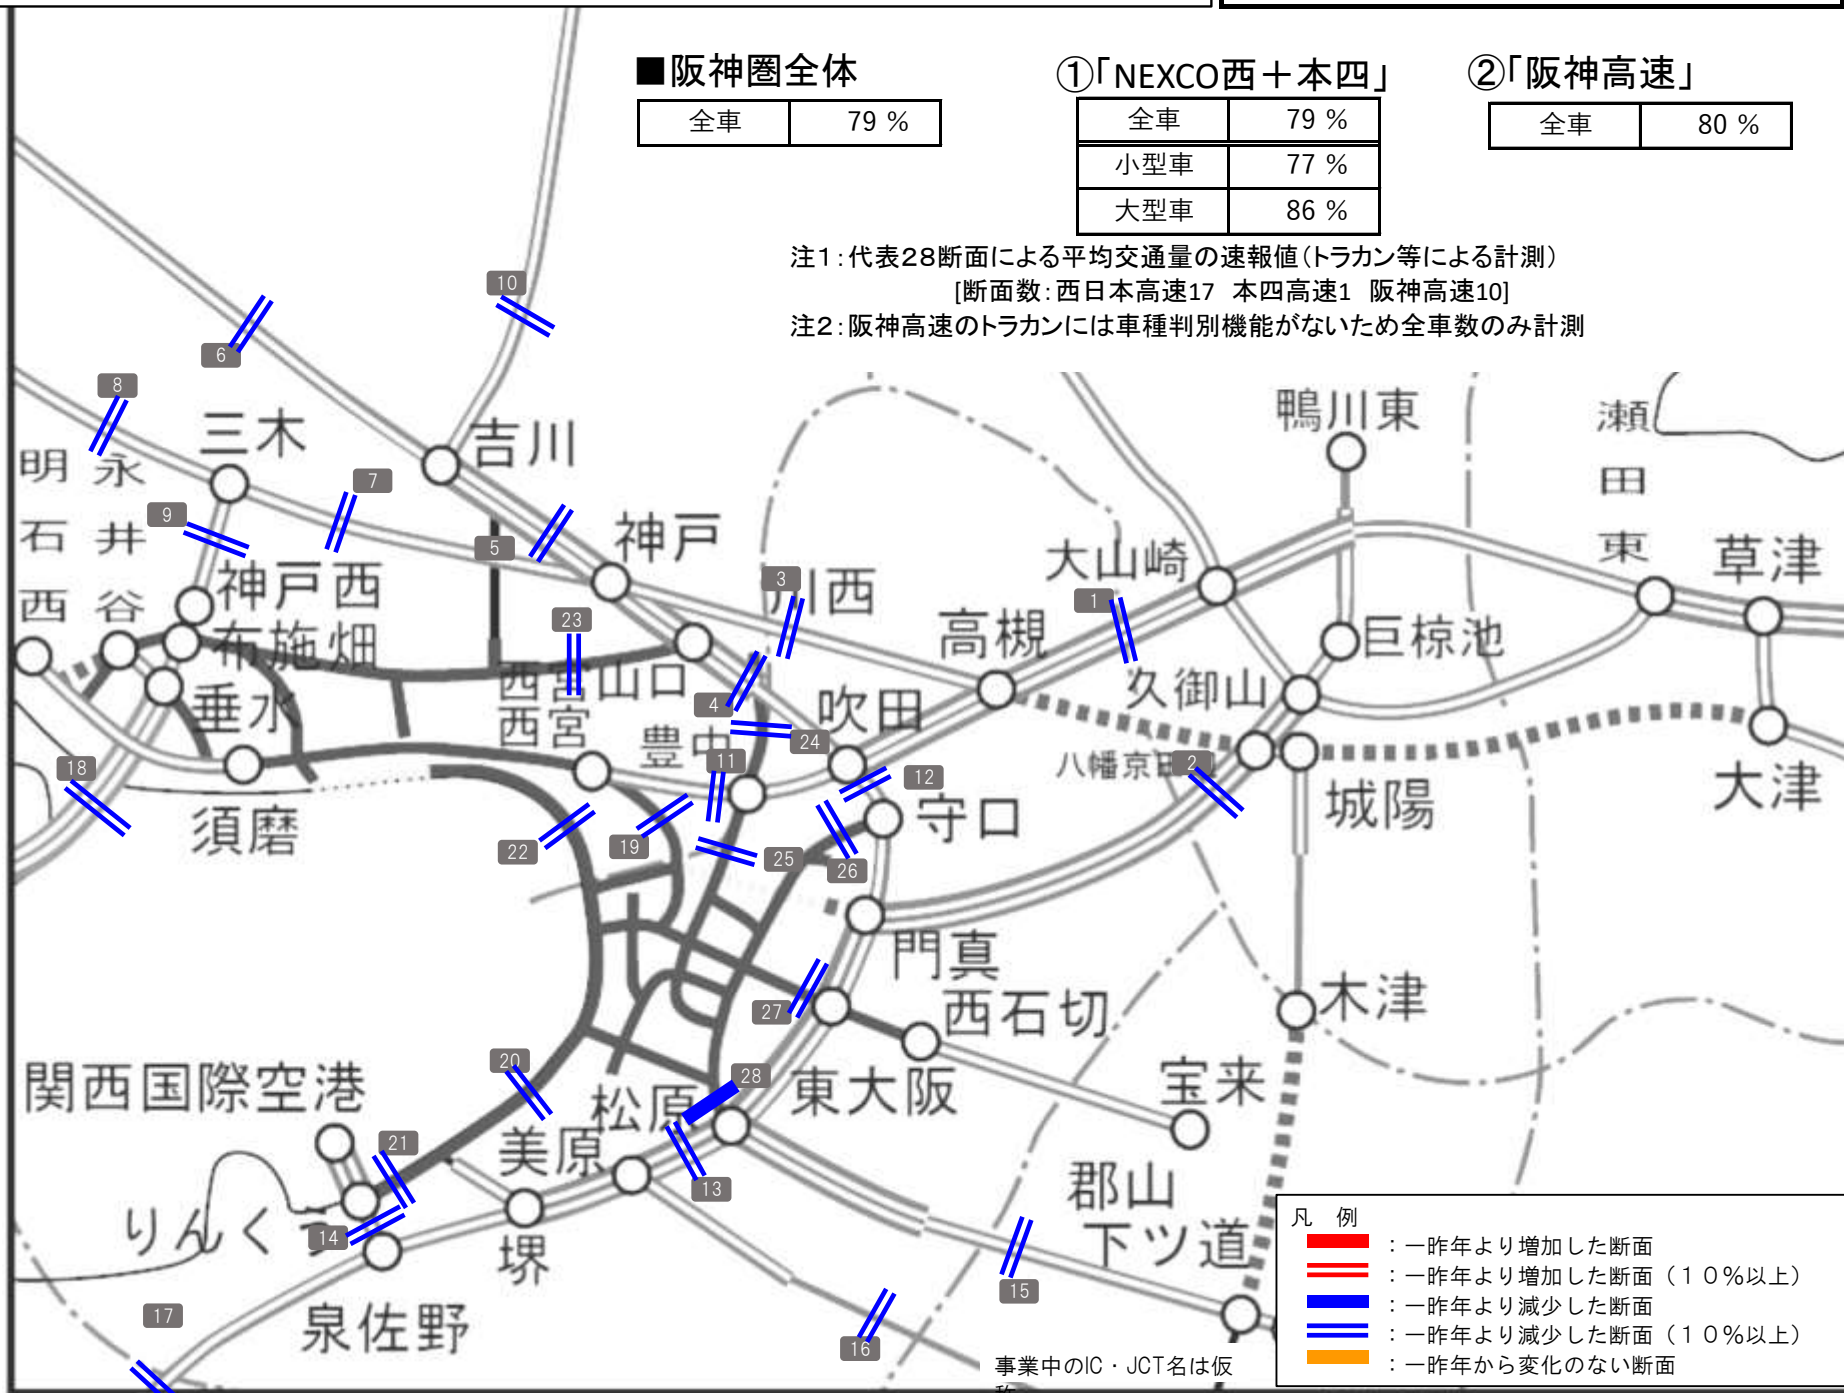 ■阪神圏全体
全車 79 %
①「NEXCO西＋本四」
全車 79 %
小型車 77 %
大型車 86 %
②「阪神高速」
全車 80 %
注１：代表２８断面による平均交通量の速報値（トラカン等による計測）
[断面数：西日本高速17 本四高速1 阪神高速10]
注２：阪神高速のトラカンには車種判別機能がないため全車数のみ計測
10
6
8
三木
吉川
鴨川東
瀬田東
明石西
永井谷
7
9
5
神戸
3
川西
大山崎
1
草津
神戸西
布施畑
23
高槻
巨椋池
西宮山口
久御山
垂水
西宮
4
吹田
豊中
24
11
12
八幡京田
2
18
大津
須磨
守口
城陽
22
19
25
26
門真
27
西石切
木津
関西国際空港
20
28
松原
東大阪
宝来
21
美原
13
郡山
下ツ道
りんくう
14
堺
15
17
泉佐野
16
事業中のIC・JCT名は仮
称
凡 例
：一昨年より増加した断面
：一昨年より増加した断面（１０％以上）
：一昨年より減少した断面
：一昨年より減少した断面（１０％以上）
：一昨年から変化のない断面